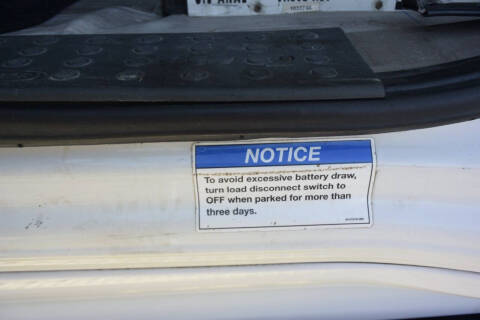 NOTICE
To avoid excessive battery draw,
turn load disconnect switch to
OFF when parked for more than
three days.